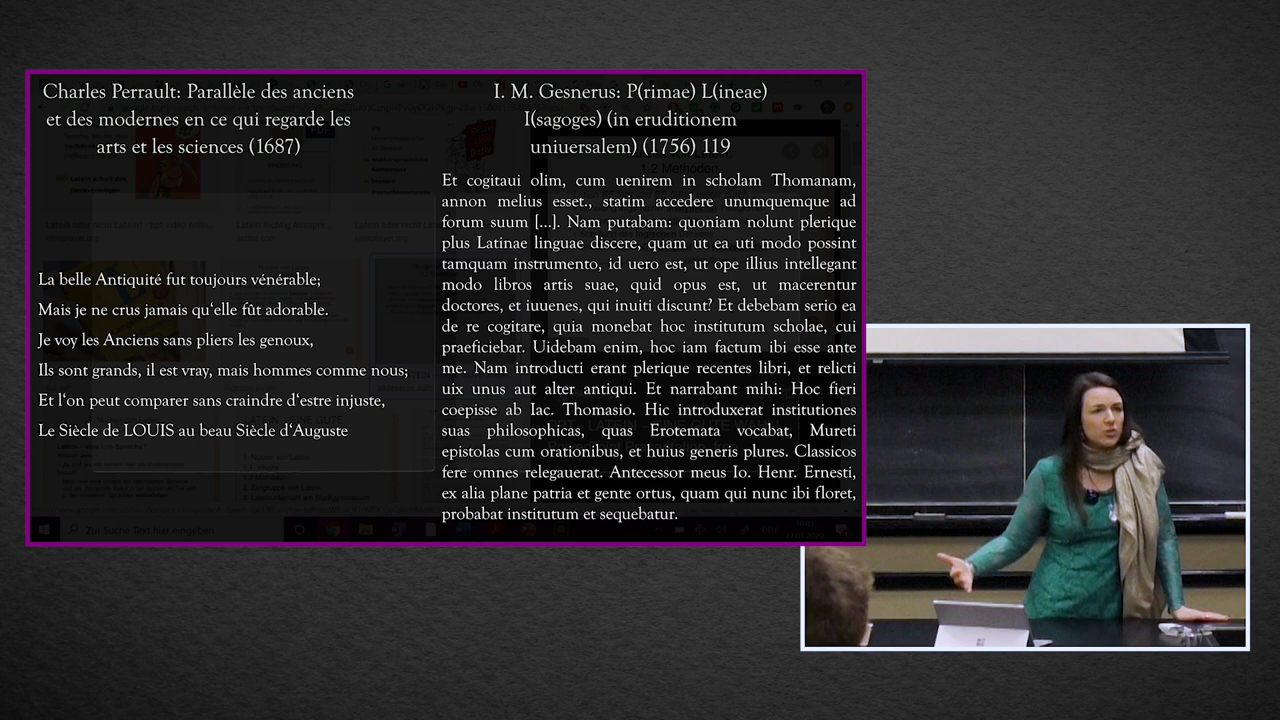 Charles Perrault: Parallèle des anciens
et des modernes en ce qui regarde les
arts et les sciences (1687)
La belle Antiquité fut toujours vénérable;
Mais je ne crus jamais qu‘elle fût adorable.
Je voy les Anciens sans pliers les genoux,
Ils sont grands, il est vray, mais hommes comme nous;
Et l‘on peut comparer sans craindre d‘estre injuste,
Le Siècle de LOUIS au beau Siècle d‘Auguste
I. M. Gesnerus: P(rimae) L(ineae)
I(sagoges) (in eruditionem
uniuersalem) (1756) 119
Et cogitaui olim, cum uenirem in scholam Thomanam,
annon melius esset., statim accedere unumquemque ad
forum suum [...]. Nam putabam: quoniam nolunt plerique
plus Latinae linguae discere, quam ut ea uti modo possint
tamquam instrumento, id uero est, ut ope illius intellegant
modo libros artis suae, quid opus est, ut macerentur
doctores, et iuuenes, qui inuiti discunt? Et debebam serio ea
de re cogitare, quia monebat hoc institutum scholae, cui
praeficiebar. Uidebam enim, hoc iam factum ibi esse ante
me. Nam introducti erant plerique recentes libri, et relicti
uix unus aut alter antiqui. Et narrabant mihi: Hoc fieri
coepisse ab Iac. Thomasio. Hic introduxerat institutiones
suas philosophicas, quas Erotemata vocabat, Mureti
epistolas cum orationibus, et huius generis plures. Classicos
fere omnes relegauerat. Antecessor meus Io. Henr. Ernesti,
ex alia plane patria et gente ortus, quam qui nunc ibi floret,
probabat institutum et sequebatur.
Zur Suche Text hier eingeben